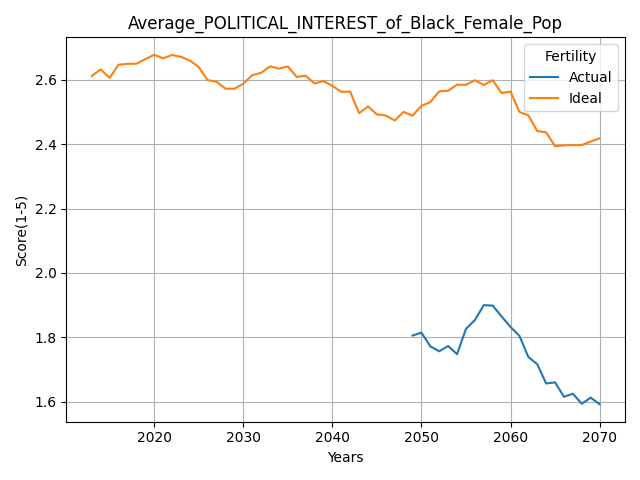 Average_POLITICAL_INTEREST_of_Black_Female_Pop
Fertility
Actual
Ideal
Score(1-5)
2.6
2.4
2.2
2.0
1.8
1.6
2020 2030 2040 2050 2060 2070
Years